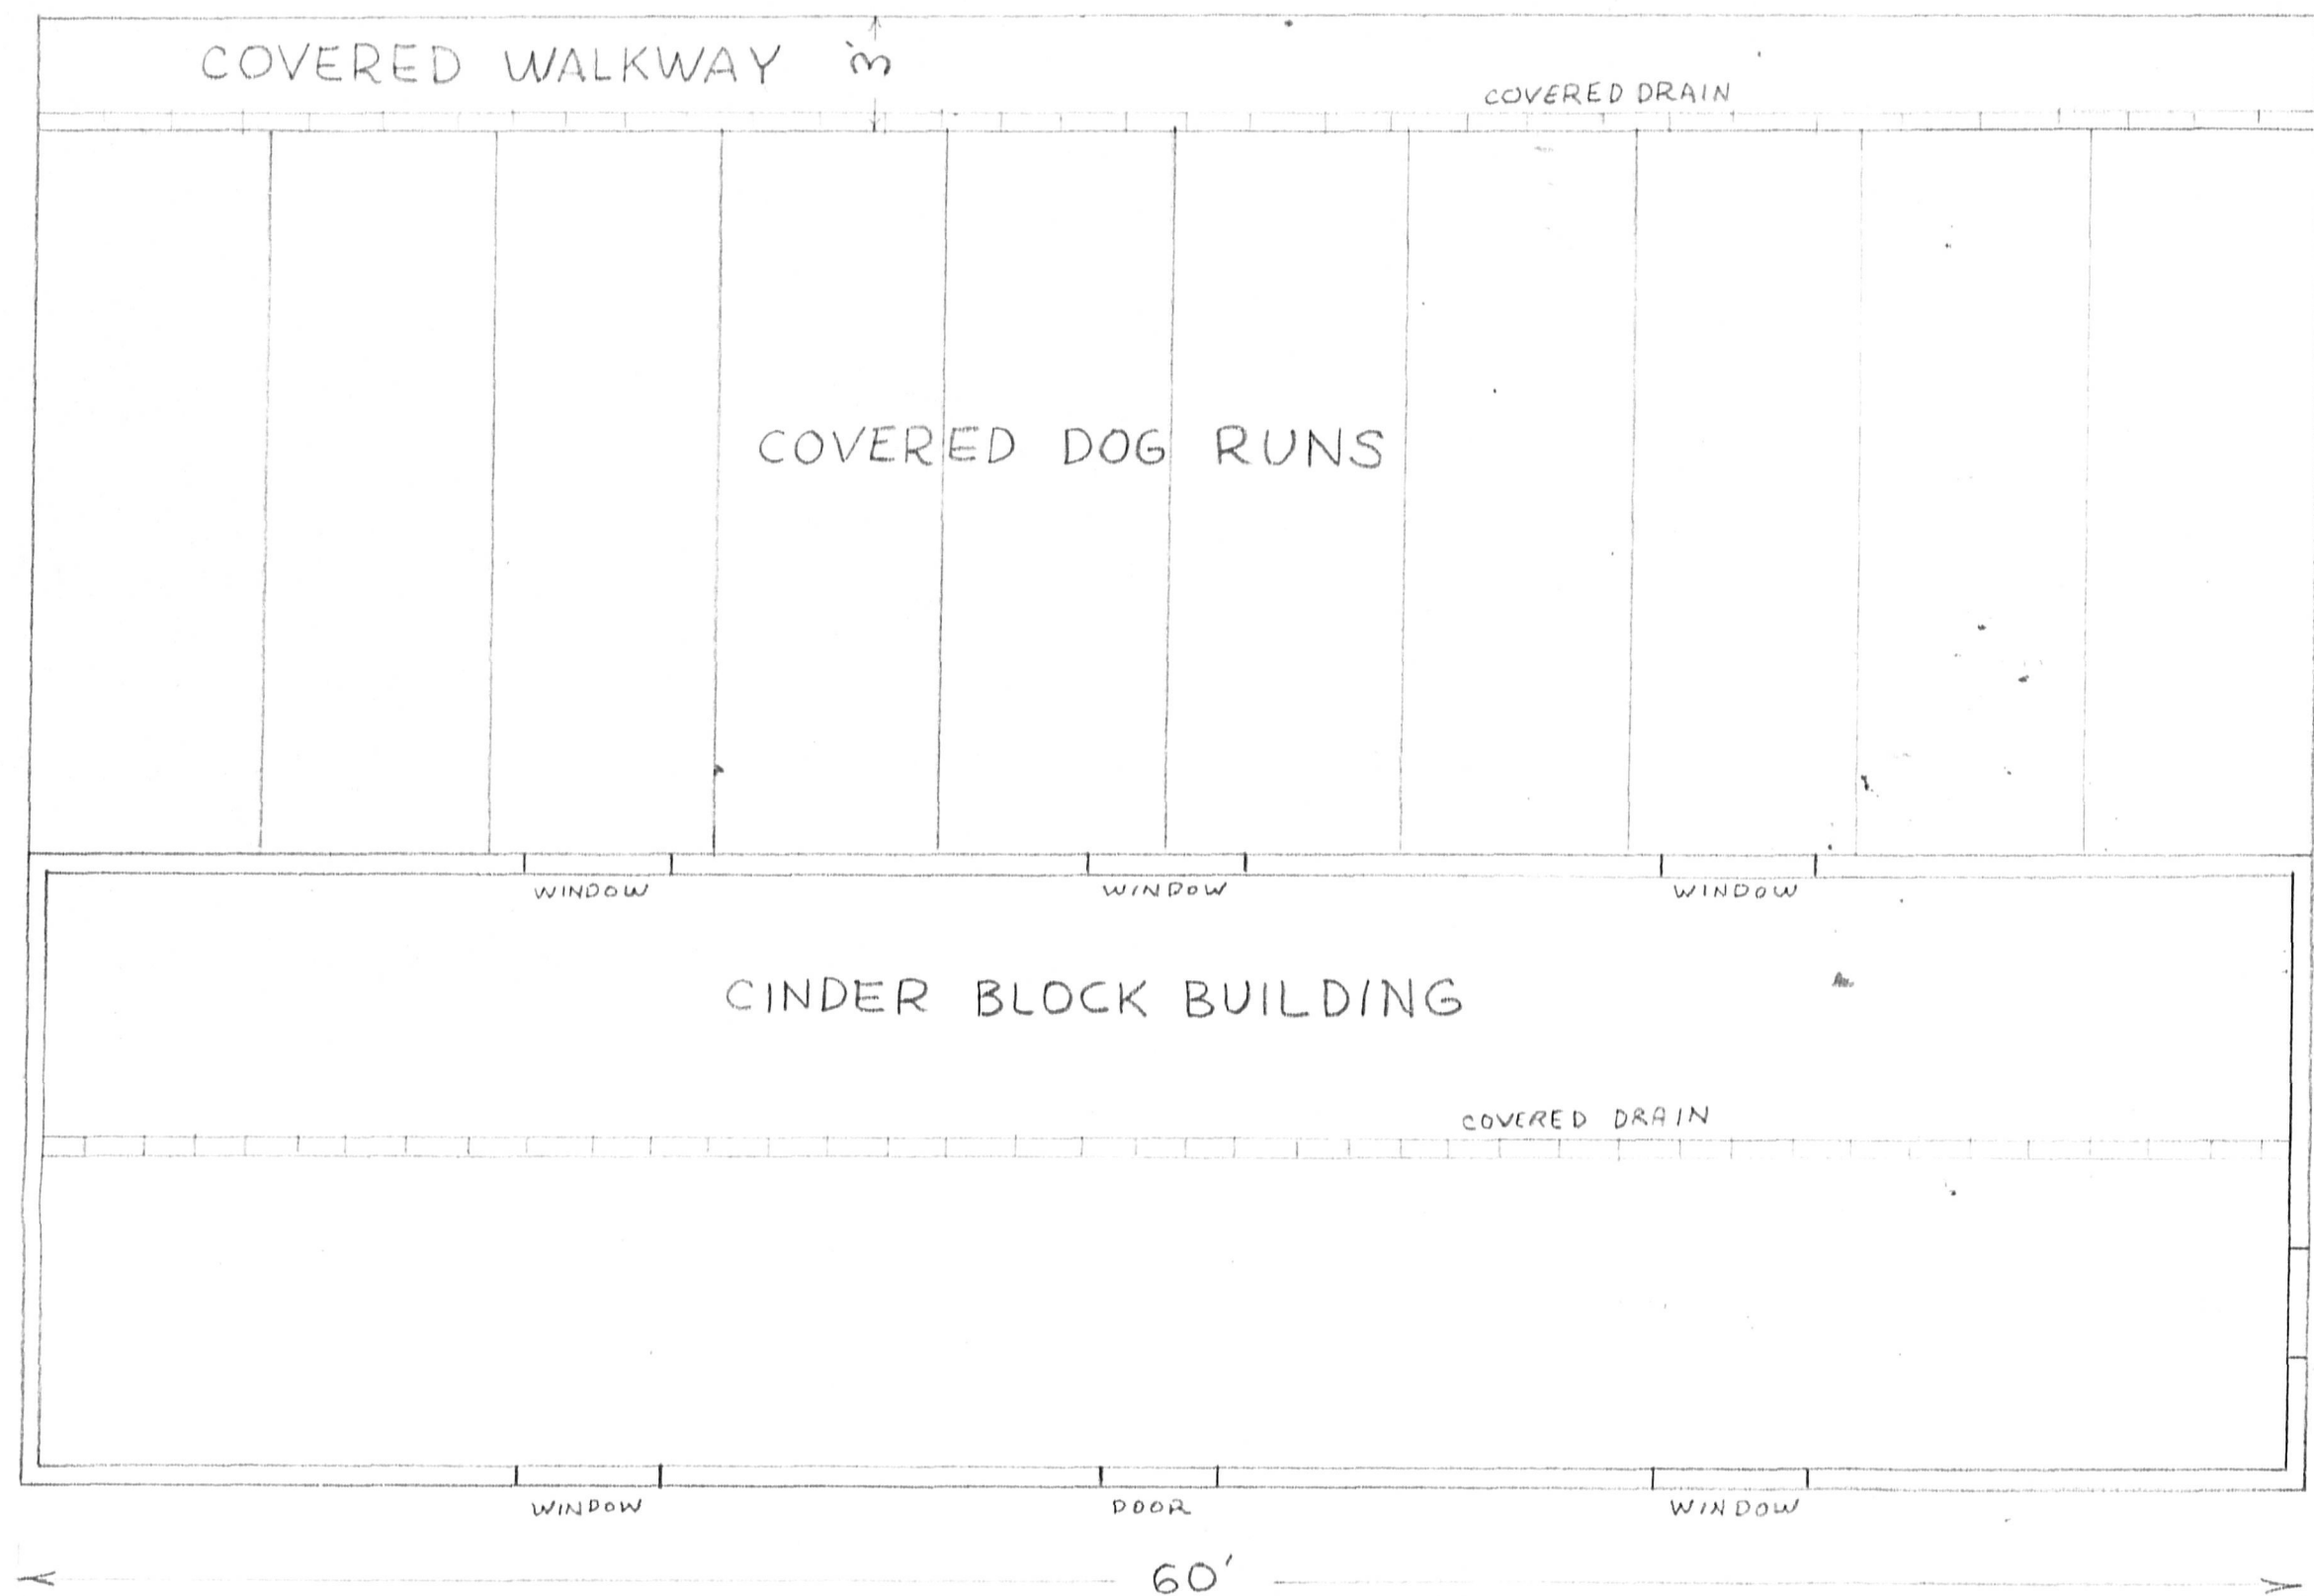 COVERED WALKWAY 3'
COVERED DRAIN
COVERED DOG RUNS
WINDOW WINDOW WINDOW
CINDER BLOCK BUILDING
COVERED DRAIN
WINDOW DOOR WINDOW
60'